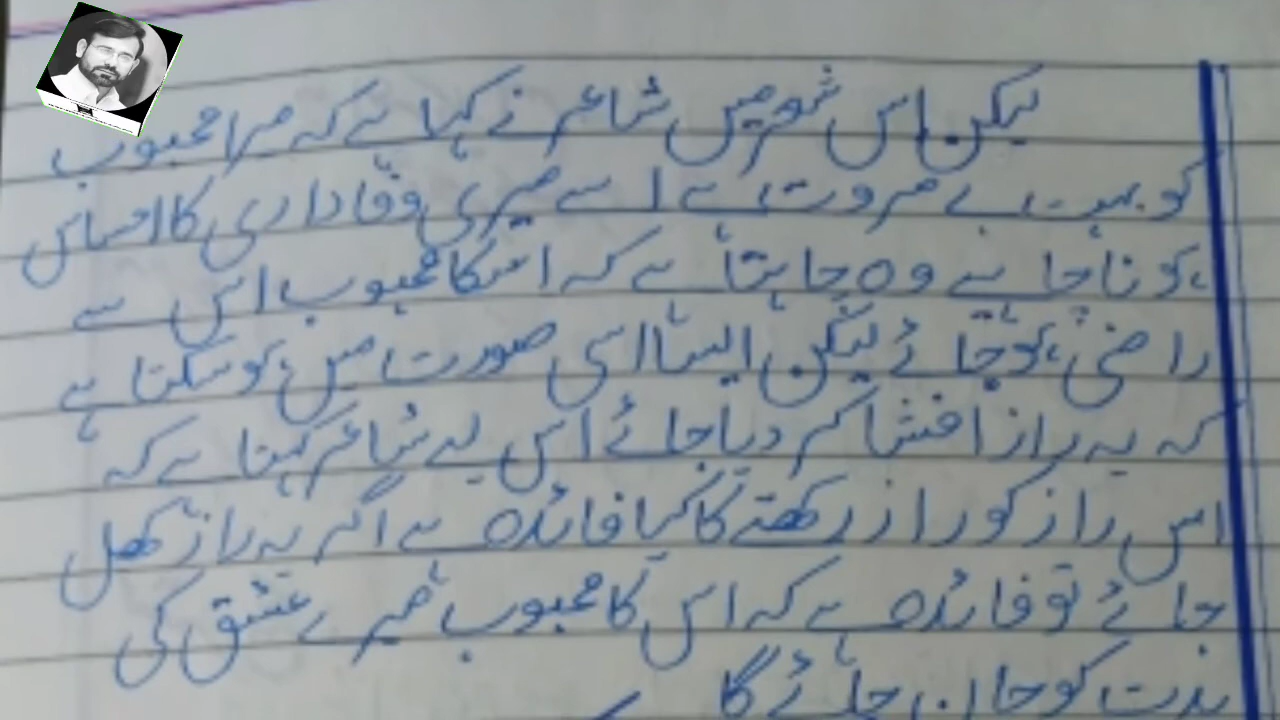 لیکن اس شعر میں شاعر نے کہا ہے کہ میرا محبوب
کو بہت بے مروت ہے اسے میری وفاداری کا احساس
ہونا چاہیے وہ چاہتا ہے کہ اسکا محبوب اس سے
راضی ہو جائے لیکن ایسا اسی صورت میں ہو سکتا ہے
کہ یہ راز افشا کر دیا جائے اس لیے شاعر کہتا ہے کہ
اس راز کو راز رکھنے کا کیا فائدہ ہے اگر یہ راز کھل
جائے تو فائدہ ہے کہ اس کا محبوب میرے عشق کی
کو جان جائے گا